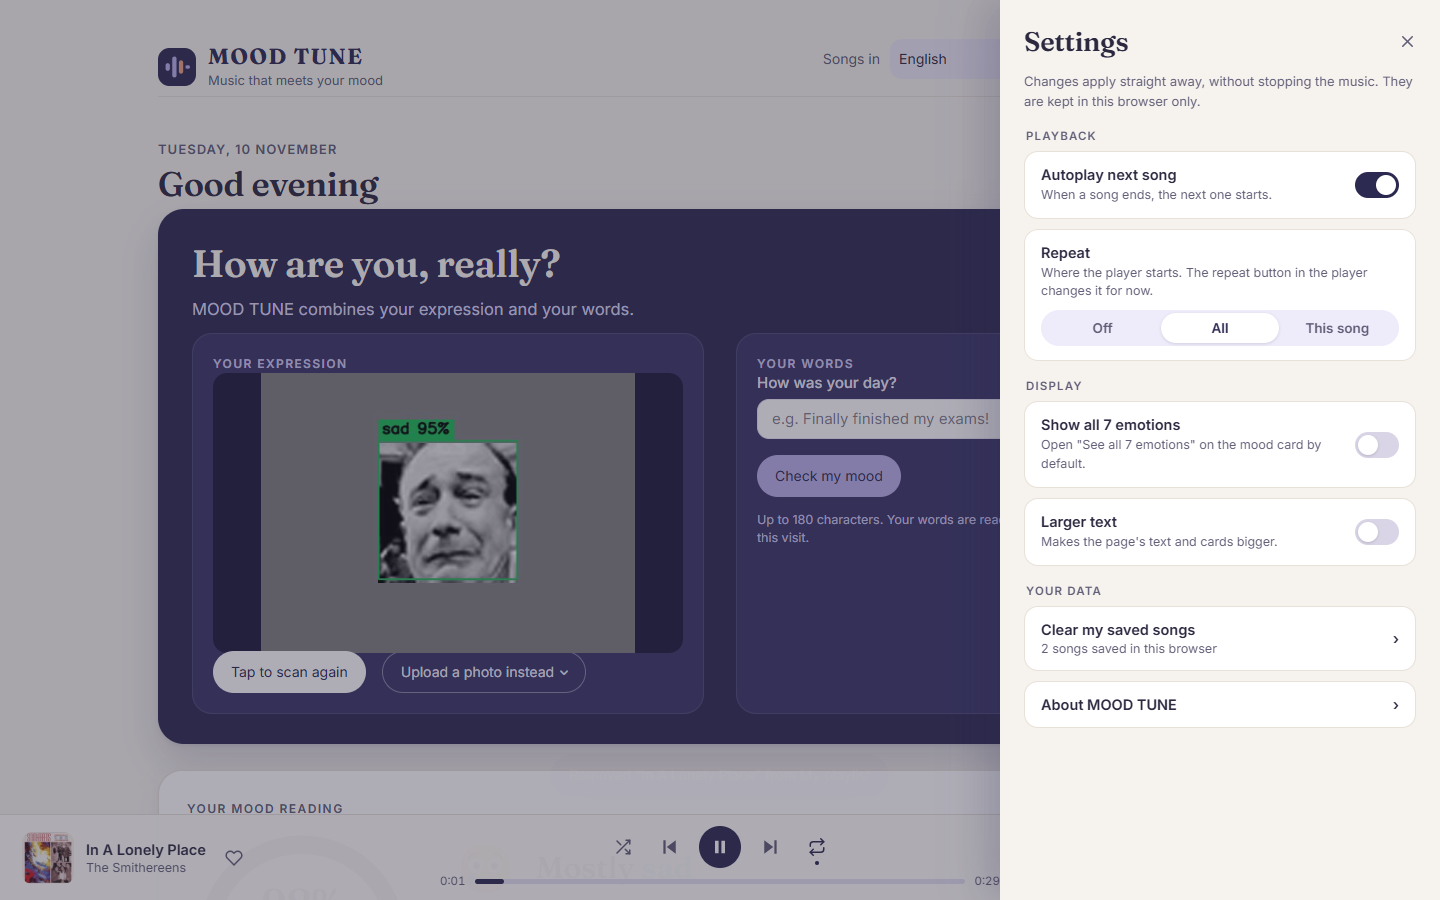 MOOD TUNE
Music that meets your mood
Songs in
English
TUESDAY, 10 NOVEMBER
Good evening
How are you, really?
MOOD TUNE combines your expression and your words.
YOUR EXPRESSION
sad 95%
Tap to scan again
Upload a photo instead
YOUR WORDS
How was your day?
e.g. Finally finished my exams!
Check my mood
Up to 180 characters. Your words are rea
this visit.
YOUR MOOD READING
Mostly sad
In A Lonely Place
The Smithereens
0:01
0:29
Settings
Changes apply straight away, without stopping the music. They
are kept in this browser only.
PLAYBACK
Autoplay next song
When a song ends, the next one starts.
Repeat
Where the player starts. The repeat button in the player
changes it for now.
Off
All
This song
DISPLAY
Show all 7 emotions
Open "See all 7 emotions" on the mood card by
default.
Larger text
Makes the page's text and cards bigger.
YOUR DATA
Clear my saved songs
2 songs saved in this browser
About MOOD TUNE